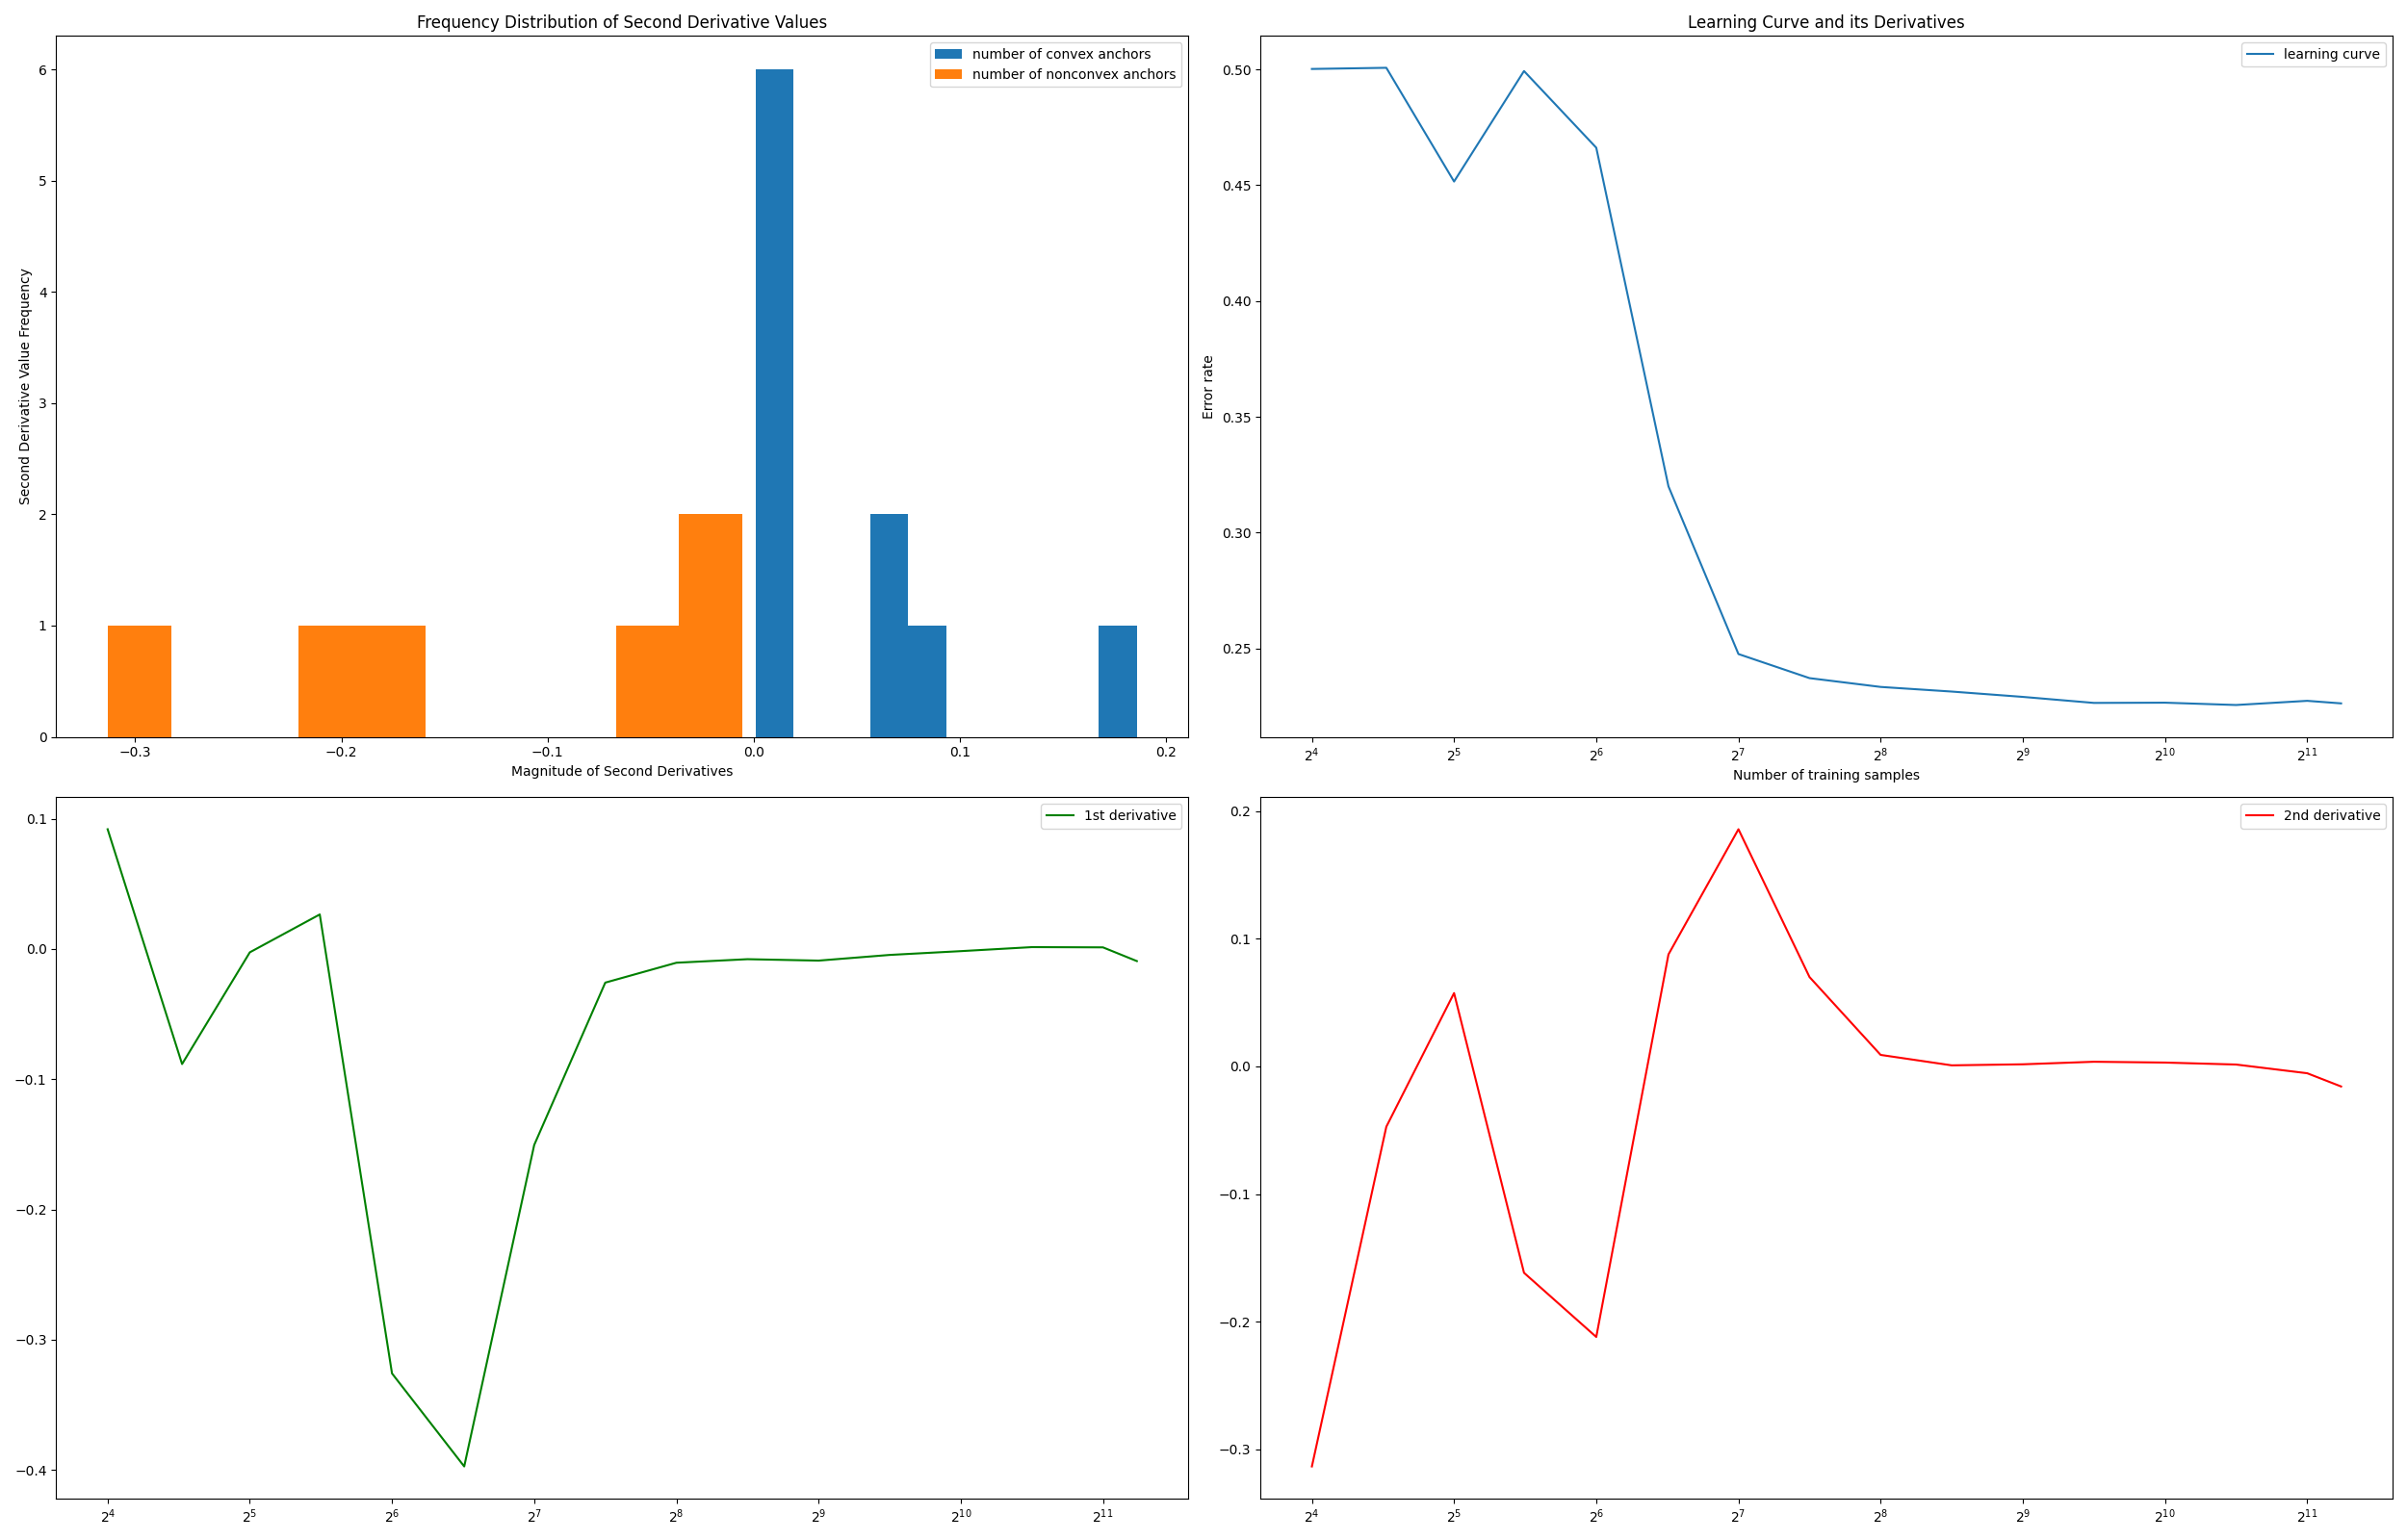 Frequency Distribution of Second Derivative Values
number of convex anchors
number of nonconvex anchors
Second Derivative Value Frequency
6
5
4
3
2
1
0
−0.3 −0.2 −0.1 0.0 0.1 0.2
Magnitude of Second Derivatives
Learning Curve and its Derivatives
learning curve
Error rate
0.50
0.45
0.40
0.35
0.30
0.25
2⁴ 2⁵ 2⁶ 2⁷ 2⁸ 2⁹ 2¹⁰ 2¹¹
Number of training samples
1st derivative
0.1
0.0
−0.1
−0.2
−0.3
−0.4
2⁴ 2⁵ 2⁶ 2⁷ 2⁸ 2⁹ 2¹⁰ 2¹¹
2nd derivative
0.2
0.1
0.0
−0.1
−0.2
−0.3
2⁴ 2⁵ 2⁶ 2⁷ 2⁸ 2⁹ 2¹⁰ 2¹¹